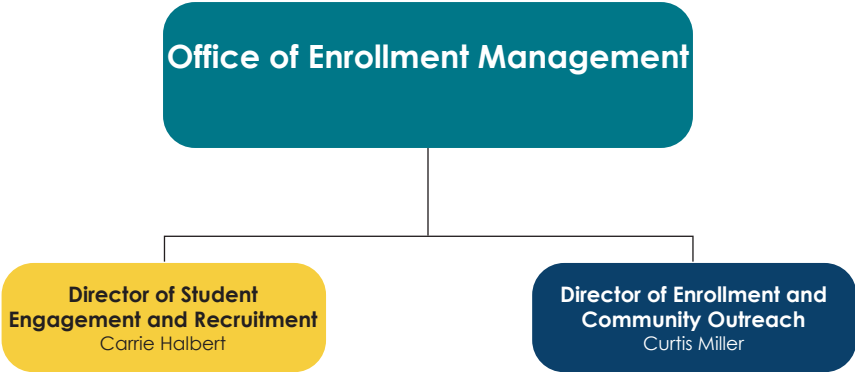 Office of Enrollment Management
Director of Student
Engagement and Recruitment
Carrie Halbert
Director of Enrollment and
Community Outreach
Curtis Miller